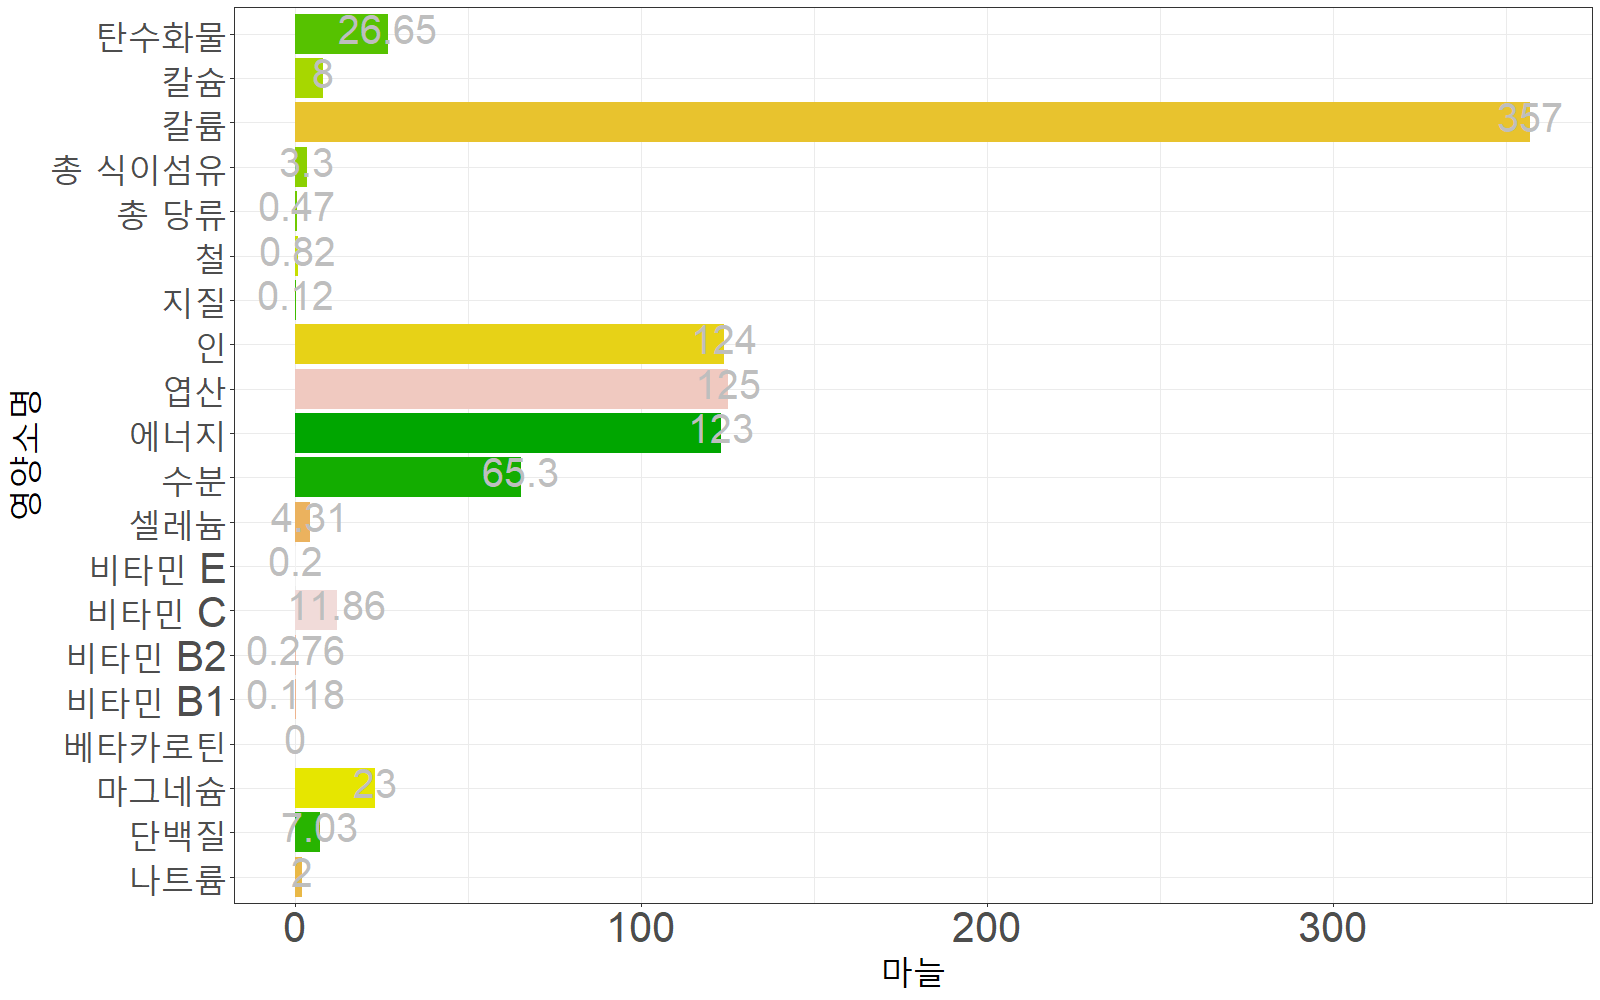 탄수화물 26.65
칼슘 8
칼륨 357
총 식이섬유 3.3
총 당류 0.47
철 0.82
지질 0.12
인 124
엽산 125
에너지 123
수분 65.3
셀레늄 4.31
비타민 E 0.2
비타민 C 11.86
비타민 B2 0.276
비타민 B1 0.118
베타카로틴 0
마그네슘 23
단백질 7.03
나트륨 2
영양소명
0 100 200 300
마늘